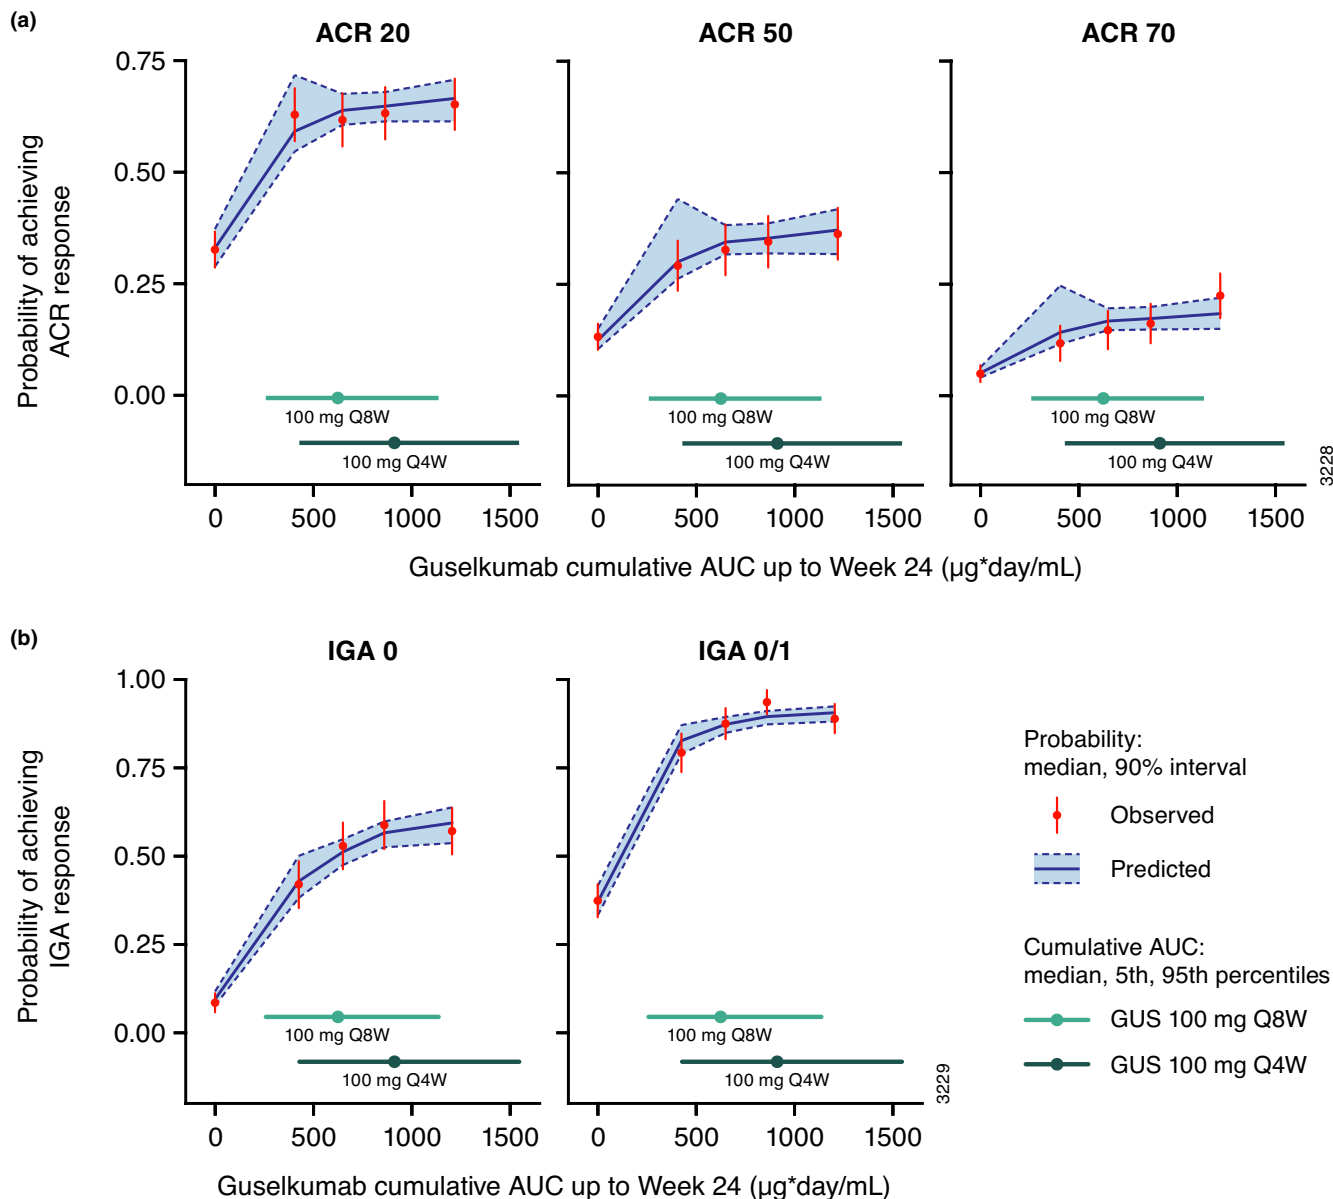 (a)
ACR 20
ACR 50
ACR 70
Probability of achieving
ACR response
0.75
0.50
0.25
0.00
100 mg Q8W
100 mg Q4W
100 mg Q8W
100 mg Q4W
100 mg Q8W
100 mg Q4W
3228
0 500 1000 1500
0 500 1000 1500
0 500 1000 1500
Guselkumab cumulative AUC up to Week 24 (µg*day/mL)
(b)
IGA 0
IGA 0/1
Probability of achieving
IGA response
1.00
0.75
0.50
0.25
0.00
100 mg Q8W
100 mg Q4W
100 mg Q8W
100 mg Q4W
3229
0 500 1000 1500
0 500 1000 1500
Guselkumab cumulative AUC up to Week 24 (µg*day/mL)
Probability:
median, 90% interval
Observed
Predicted
Cumulative AUC:
median, 5th, 95th percentiles
GUS 100 mg Q8W
GUS 100 mg Q4W